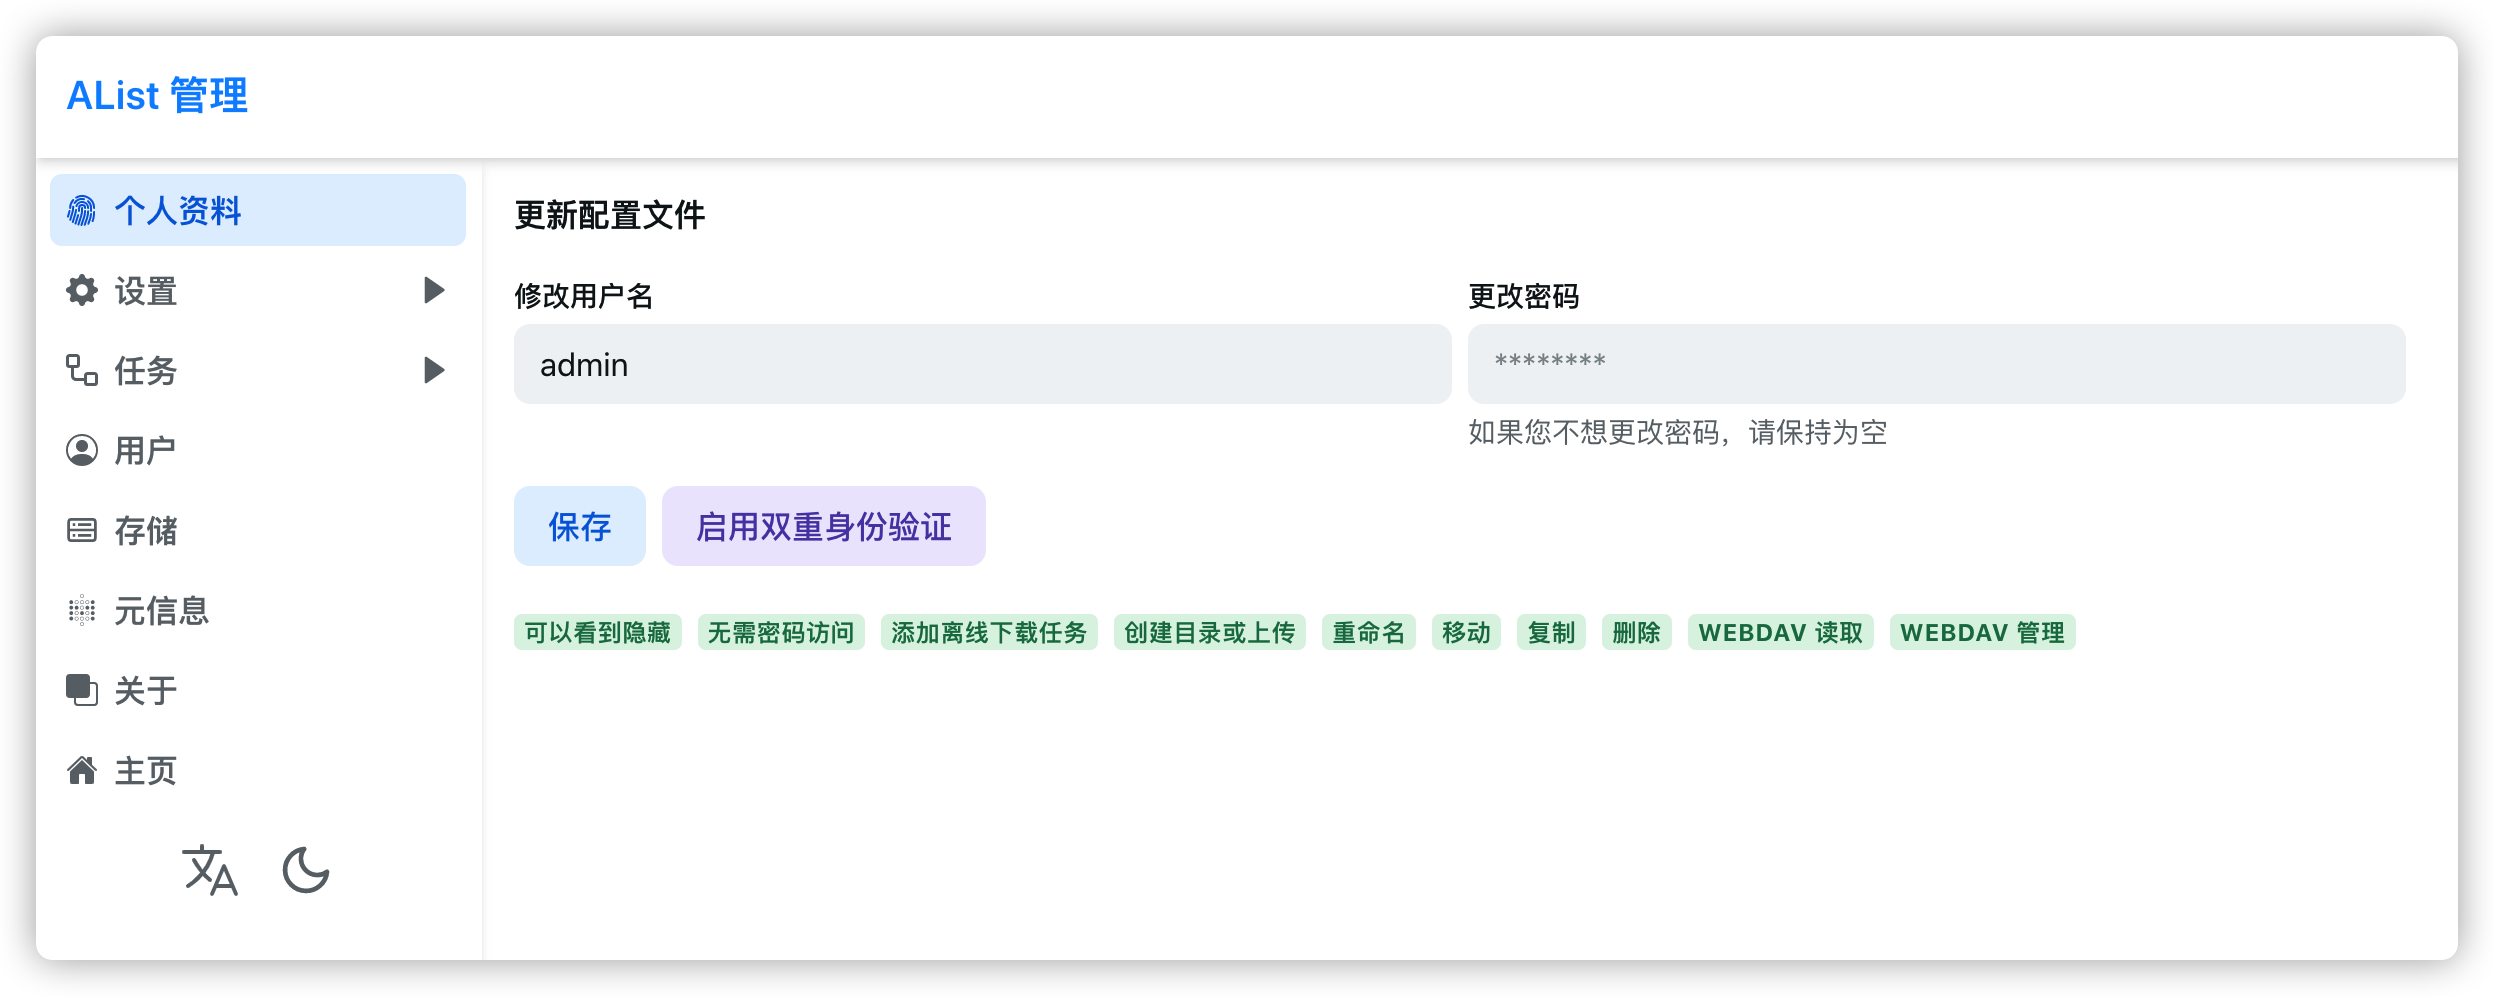 AList 管理
个人资料
设置
任务
用户
存储
元信息
关于
主页
更新配置文件
修改用户名
admin
更改密码
********
如果您不想更改密码，请保持为空
保存
启用双重身份验证
可以看到隐藏
无需密码访问
添加离线下载任务
创建目录或上传
重命名
移动
复制
删除
WEBDAV 读取
WEBDAV 管理